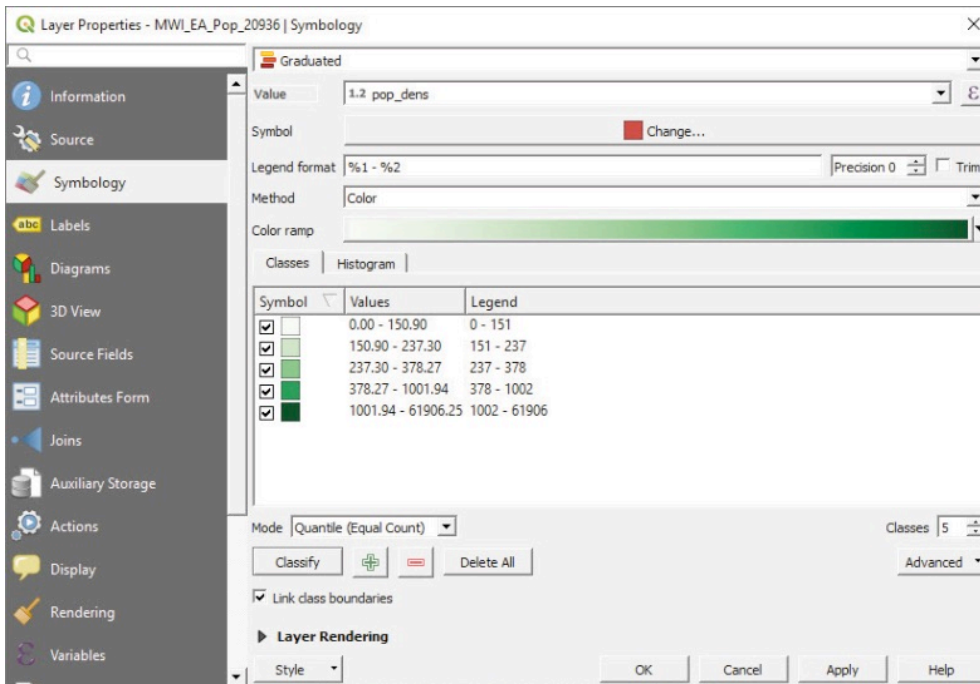 Layer Properties - MWI_EA_Pop_20936 | Symbology
Graduated
Information
Source
Symbology
Labels
Diagrams
3D View
Source Fields
Attributes Form
Joins
Auxiliary Storage
Actions
Display
Rendering
Variables
abc
Value 1.2 pop_dens ε
Symbol Change...
Legend format %1 - %2 Precision 0 Trim
Method Color
Color ramp
Classes Histogram
Symbol Values Legend
0.00 - 150.90 0 - 151
150.90 - 237.30 151 - 237
237.30 - 378.27 237 - 378
378.27 - 1001.94 378 - 1002
1001.94 - 61906.25 1002 - 61906
Mode Quantile (Equal Count) Classes 5
Classify Delete All Advanced
Link class boundaries
Layer Rendering
Style OK Cancel Apply Help